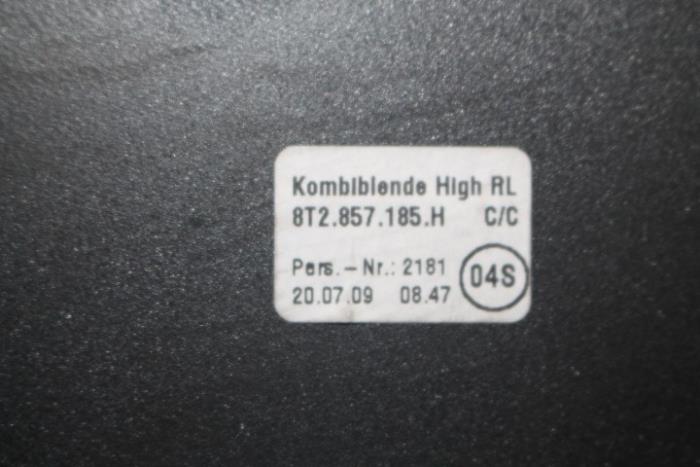 Kombiblende High RL
8T2.857.185.H C/C
Pers.-Nr.: 2181
20.07.09 08.47
04S